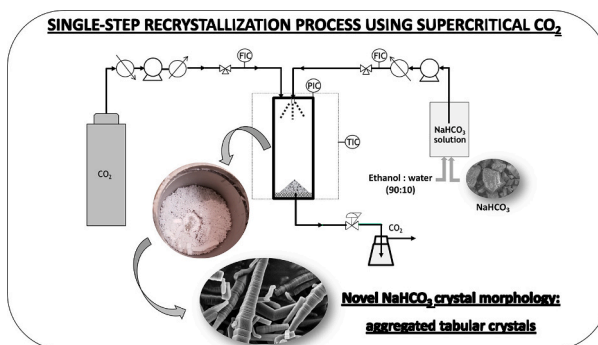 SINGLE-STEP RECRYSTALLIZATION PROCESS USING SUPERCRITICAL CO₂
FIC
FIC
PIC
TIC
CO₂
NaHCO₃
solution
Ethanol : water
(90:10)
NaHCO₃
CO₂
Novel NaHCO₃ crystal morphology:
aggregated tabular crystals